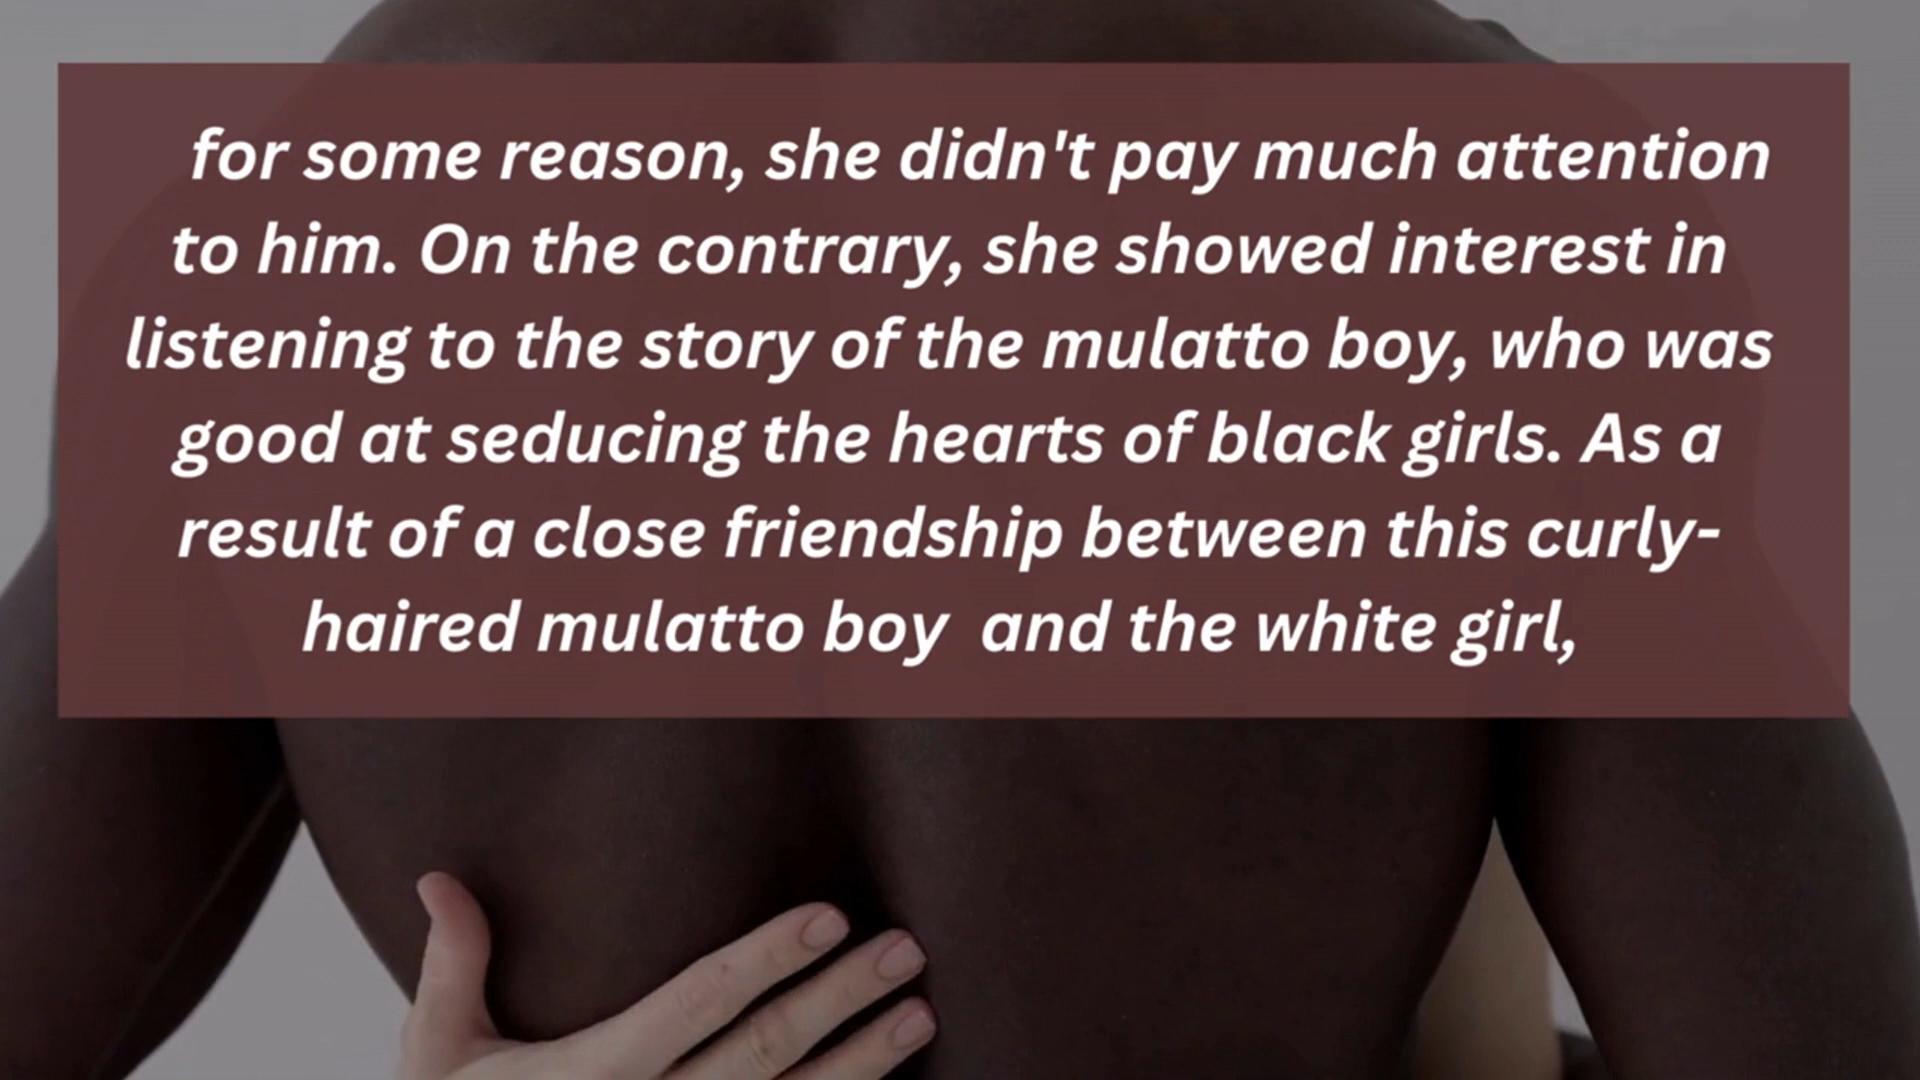 for some reason, she didn't pay much attention
to him. On the contrary, she showed interest in
listening to the story of the mulatto boy, who was
good at seducing the hearts of black girls. As a
result of a close friendship between this curly-
haired mulatto boy  and the white girl,